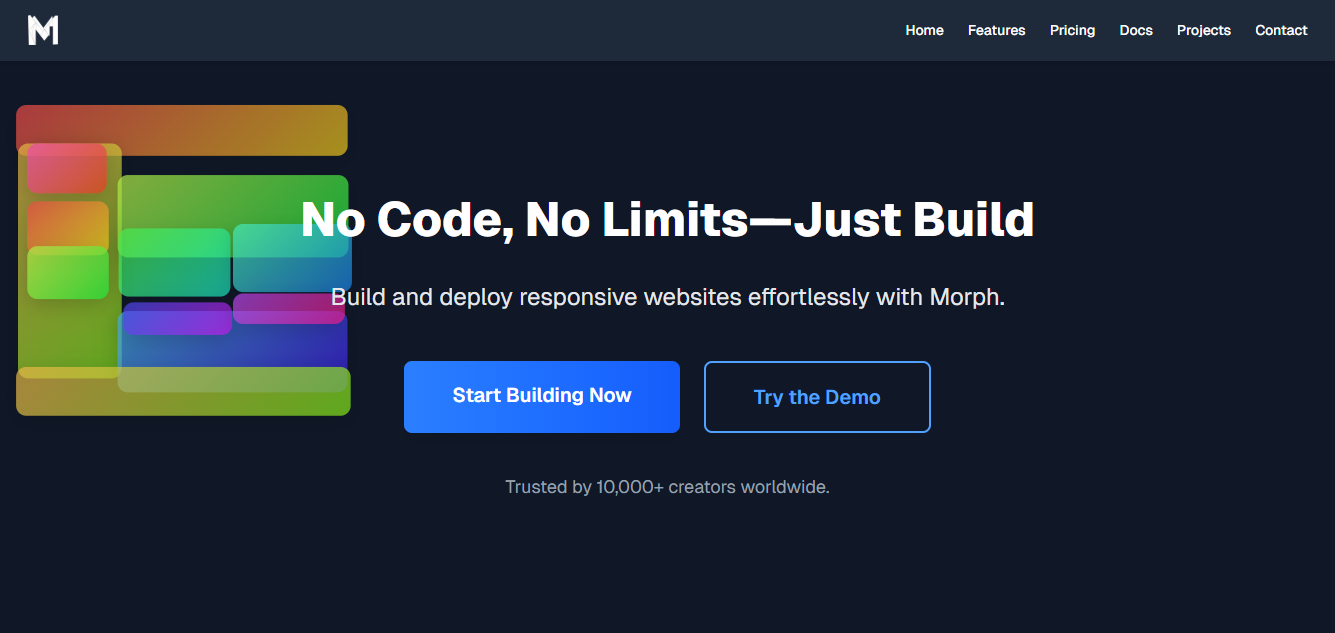 M
Home Features Pricing Docs Projects Contact
No Code, No Limits—Just Build
Build and deploy responsive websites effortlessly with Morph.
Start Building Now
Try the Demo
Trusted by 10,000+ creators worldwide.